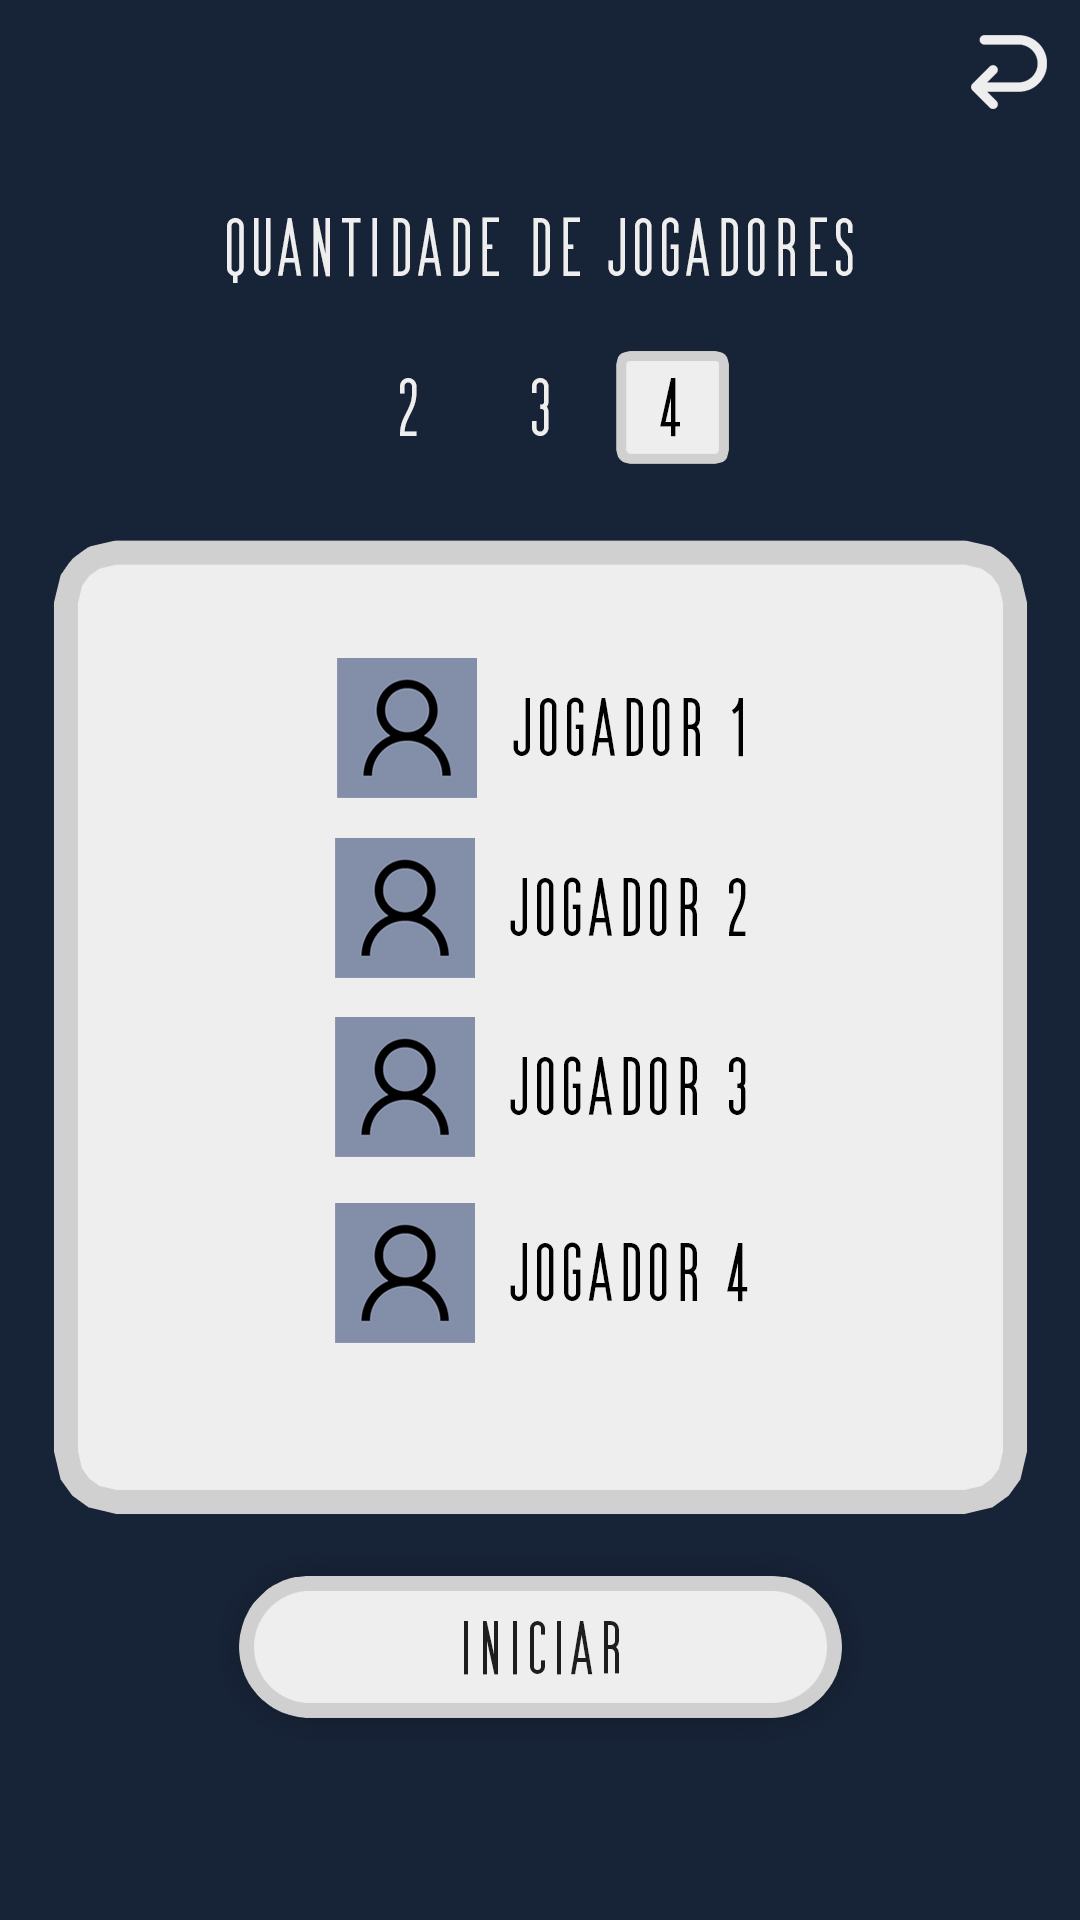 QUANTIDADE DE JOGADORES
2 3 4
JOGADOR 1
JOGADOR 2
JOGADOR 3
JOGADOR 4
INICIAR